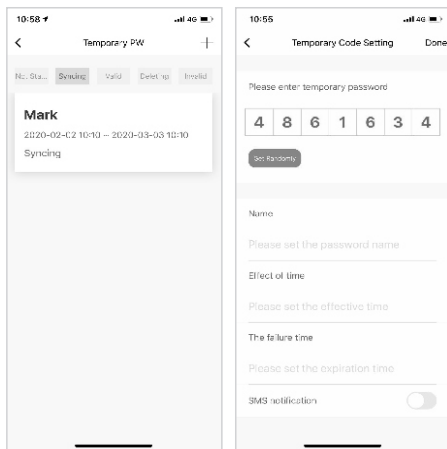 10:58
4G
Temporary PW
Syncing
Valid
Deleting
Invalid
Mark
2020-02-02 10:10 ~ 2020-03-03 10:10
Syncing
10:55
4G
Temporary Code Setting
Done
Please enter temporary password
4 8 6 1 6 3 4
Set Randomly
Name
Please set the password name
Effect of time
Please set the effective time
The failure time
Please set the expiration time
SMS notification